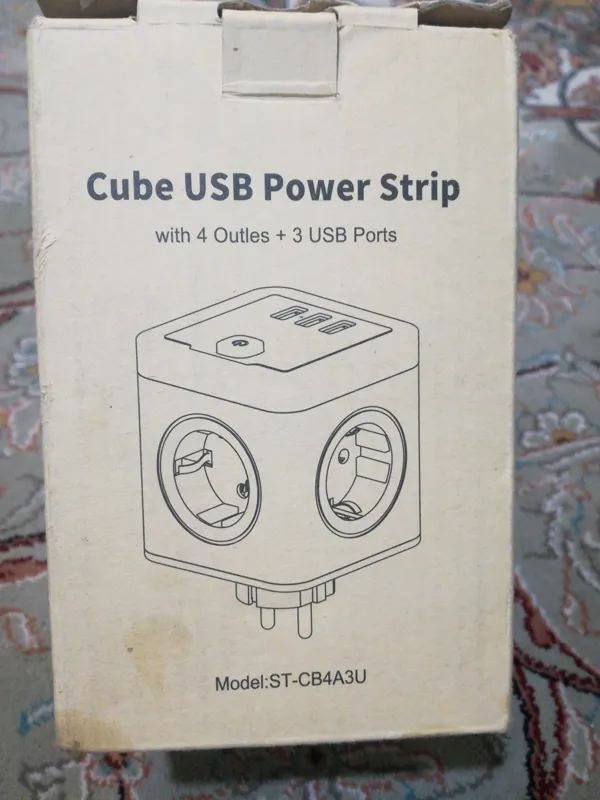 Cube USB Power Strip
with 4 Outles + 3 USB Ports
Model:ST-CB4A3U